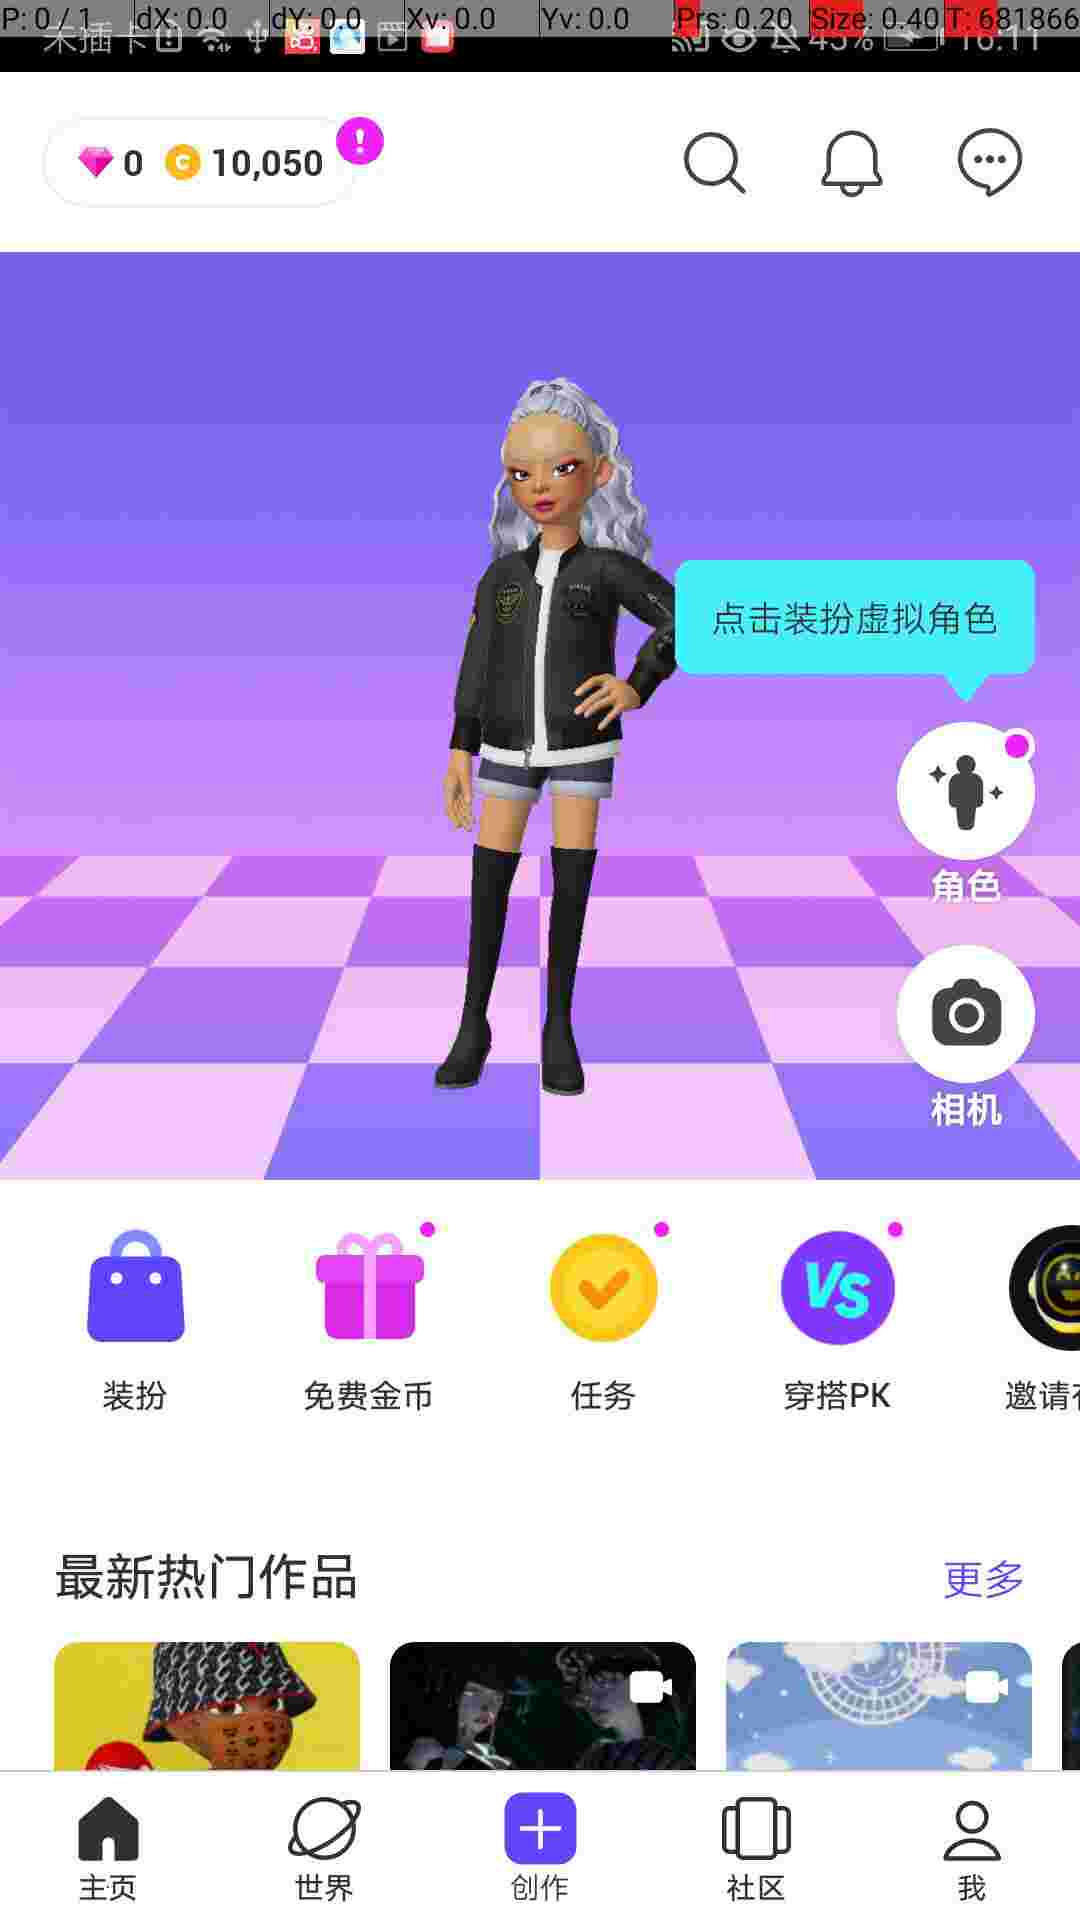 P: 0 / 1 dX: 0.0 dY: 0.0 Xv: 0.0 Yv: 0.0 Prs: 0.20 Size: 0.40 T: 681866
未插卡 45% 16:11
0 10,050
点击装扮虚拟角色
角色
相机
装扮 免费金币 任务 穿搭PK 邀请
最新热门作品 更多
主页 世界 创作 社区 我